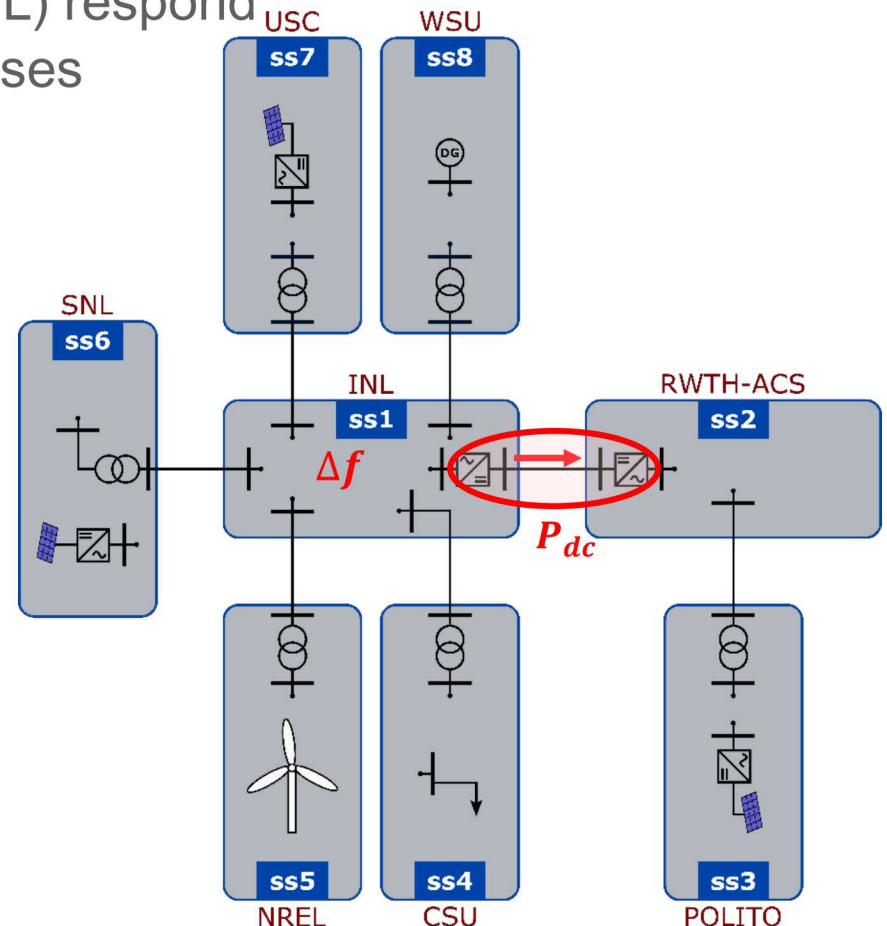 L) respond
ses
USC
WSU
ss7
ss8
DG
SNL
ss6
INL
ss1
RWTH-ACS
ss2
Δf
P_dc
ss5
NREL
ss4
CSU
ss3
POLITO